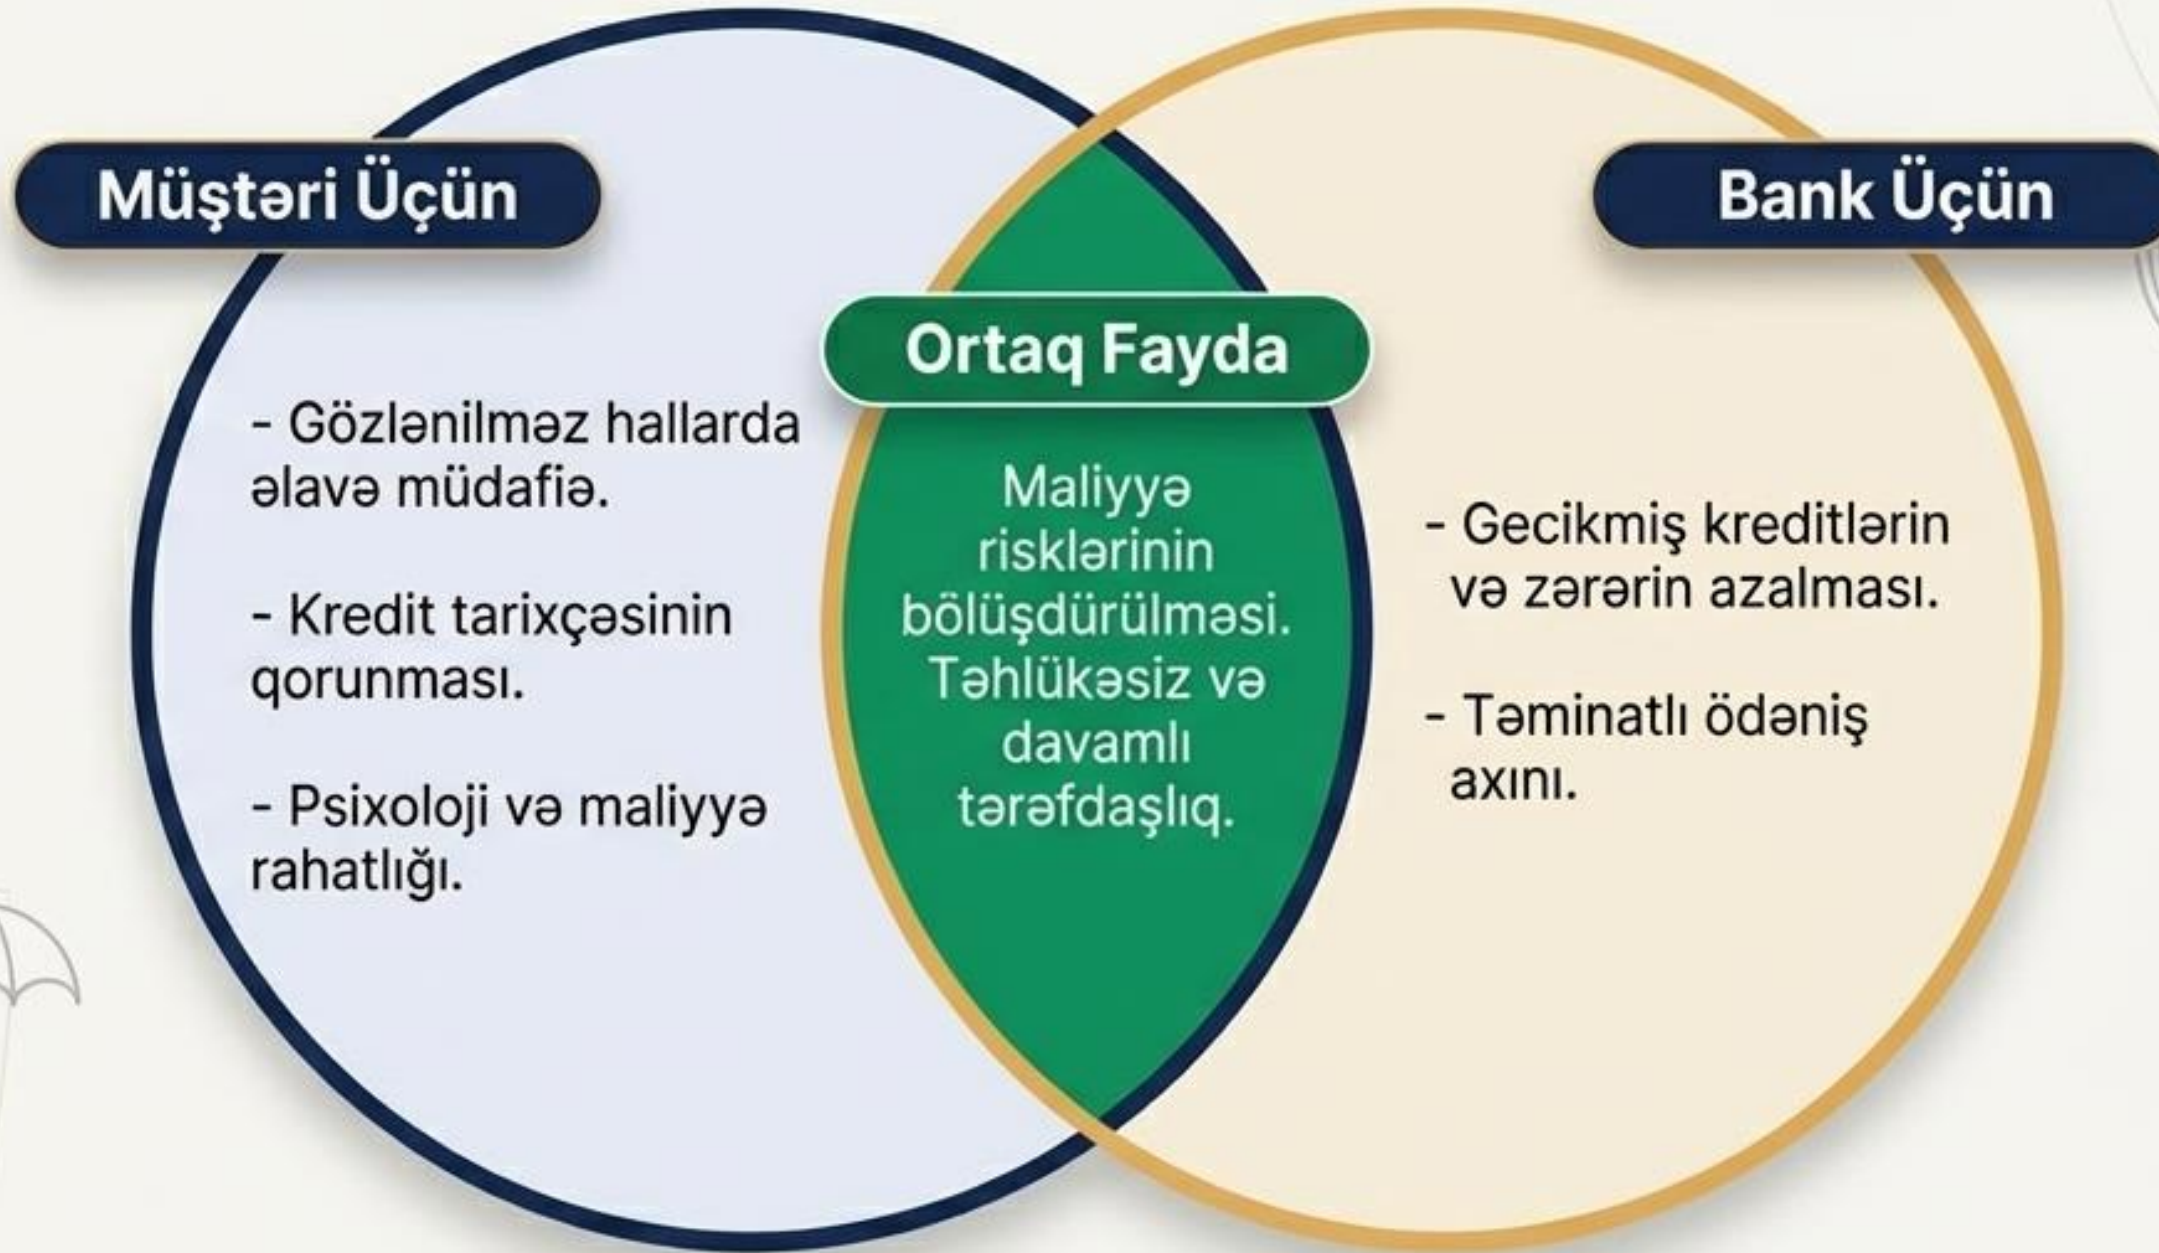 Müştəri Üçün
- Gözlənilməz hallarda
əlavə müdafiə.
- Kredit tarixçəsinin
qorunması.
- Psixoloji və maliyyə
rahatlığı.
Ortaq Fayda
Maliyyə
risklərinin
bölüşdürülməsi.
Təhlükəsiz və
davamlı
tərəfdaşlıq.
Bank Üçün
- Gecikmiş kreditlərin
və zərərin azalması.
- Təminatlı ödəniş
axını.